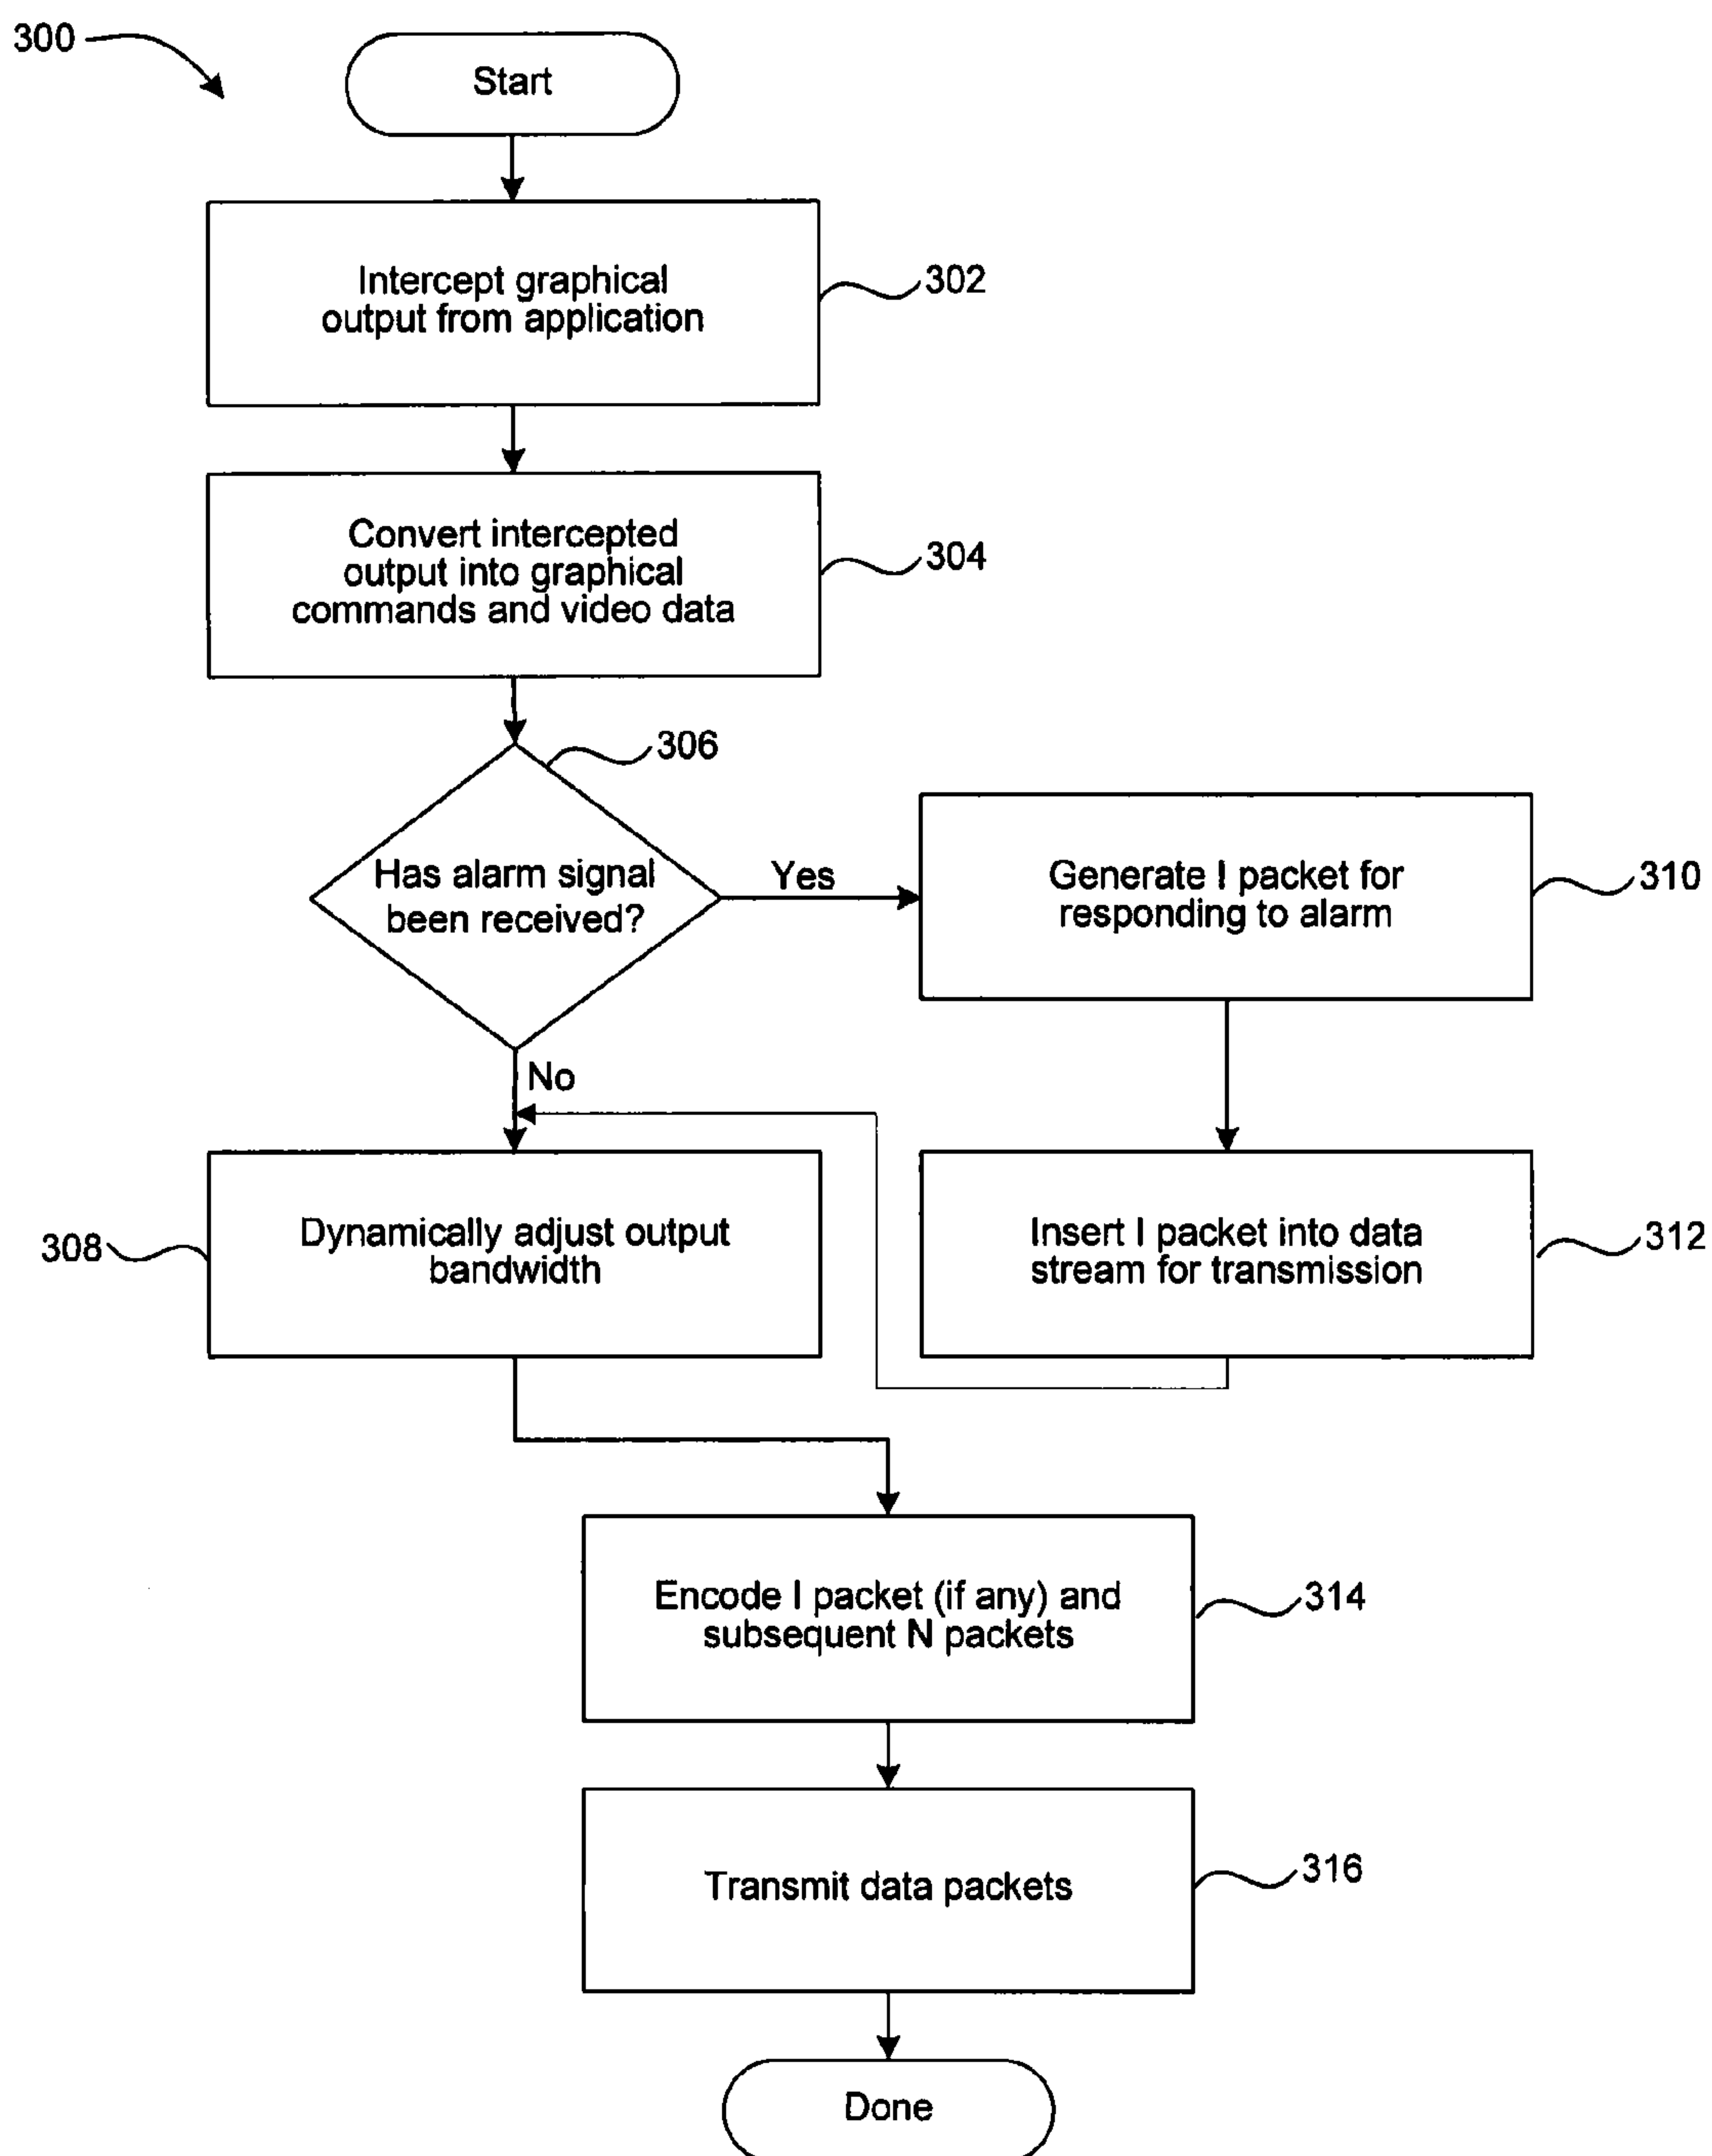 300
Start
Intercept graphical
output from application
302
Convert intercepted
output into graphical
commands and video data
304
306
Has alarm signal
been received?
Yes
Generate I packet for
responding to alarm
310
No
308
Dynamically adjust output
bandwidth
Insert I packet into data
stream for transmission
312
Encode I packet (if any) and
subsequent N packets
314
Transmit data packets
316
Done